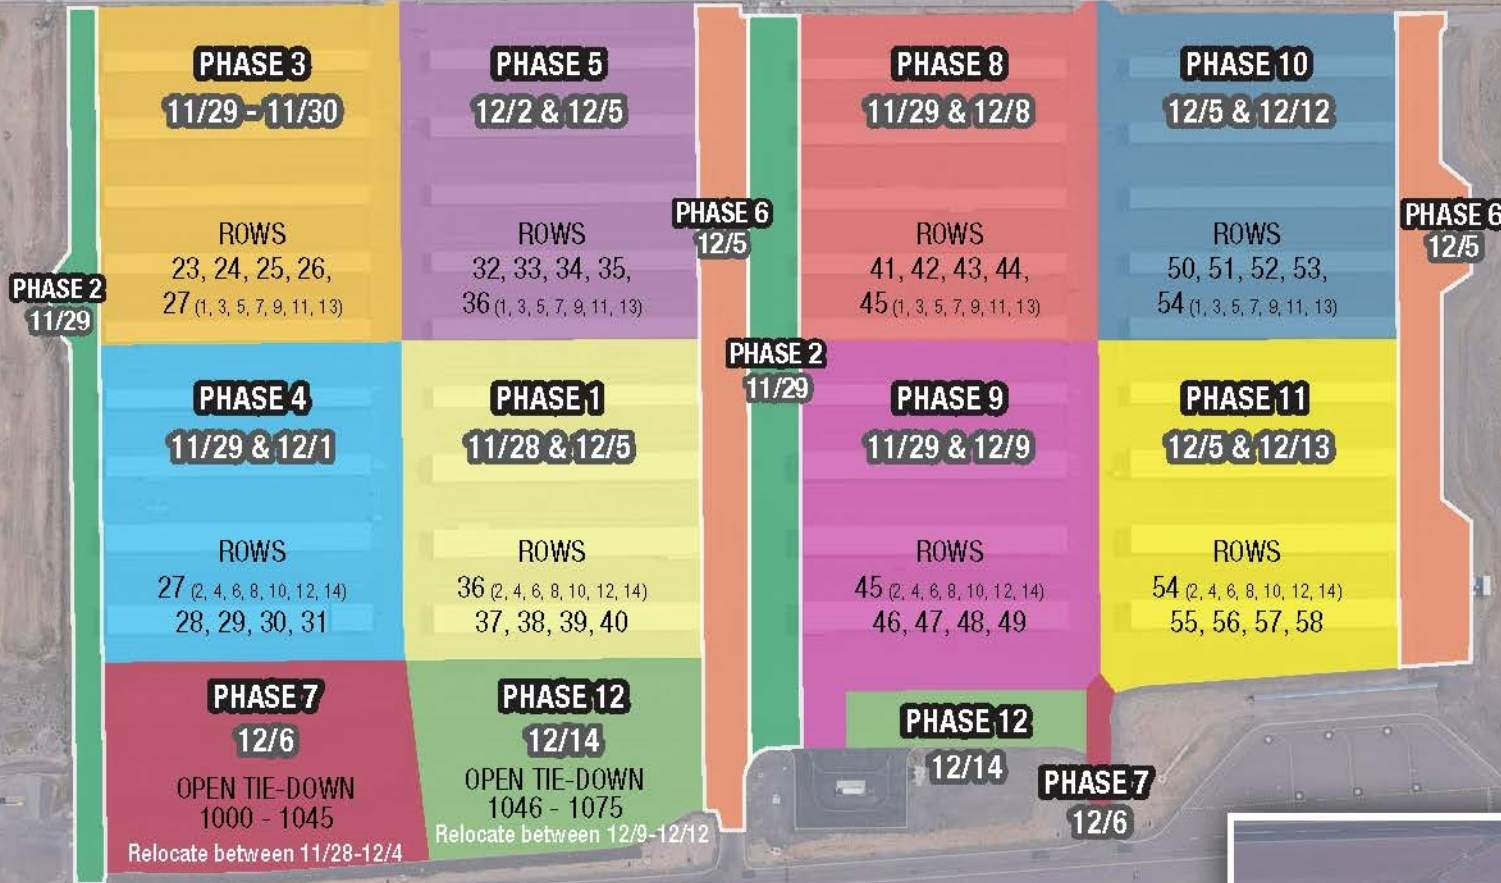 PHASE 3
11/29 - 11/30
ROWS
23, 24, 25, 26,
27 (1, 3, 5, 7, 9, 11, 13)
PHASE 5
12/2 & 12/5
ROWS
32, 33, 34, 35,
36 (1, 3, 5, 7, 9, 11, 13)
PHASE 8
11/29 & 12/8
ROWS
41, 42, 43, 44,
45 (1, 3, 5, 7, 9, 11, 13)
PHASE 10
12/5 & 12/12
ROWS
50, 51, 52, 53,
54 (1, 3, 5, 7, 9, 11, 13)
PHASE 6
12/5
PHASE 6
12/5
PHASE 2
11/29
PHASE 2
11/29
PHASE 4
11/29 & 12/1
ROWS
27 (2, 4, 6, 8, 10, 12, 14)
28, 29, 30, 31
PHASE 1
11/28 & 12/5
ROWS
36 (2, 4, 6, 8, 10, 12, 14)
37, 38, 39, 40
PHASE 9
11/29 & 12/9
ROWS
45 (2, 4, 6, 8, 10, 12, 14)
46, 47, 48, 49
PHASE 11
12/5 & 12/13
ROWS
54 (2, 4, 6, 8, 10, 12, 14)
55, 56, 57, 58
PHASE 7
12/6
OPEN TIE-DOWN
1000 - 1045
Relocate between 11/28-12/4
PHASE 12
12/14
OPEN TIE-DOWN
1046 - 1075
Relocate between 12/9-12/12
PHASE 12
12/14
PHASE 7
12/6